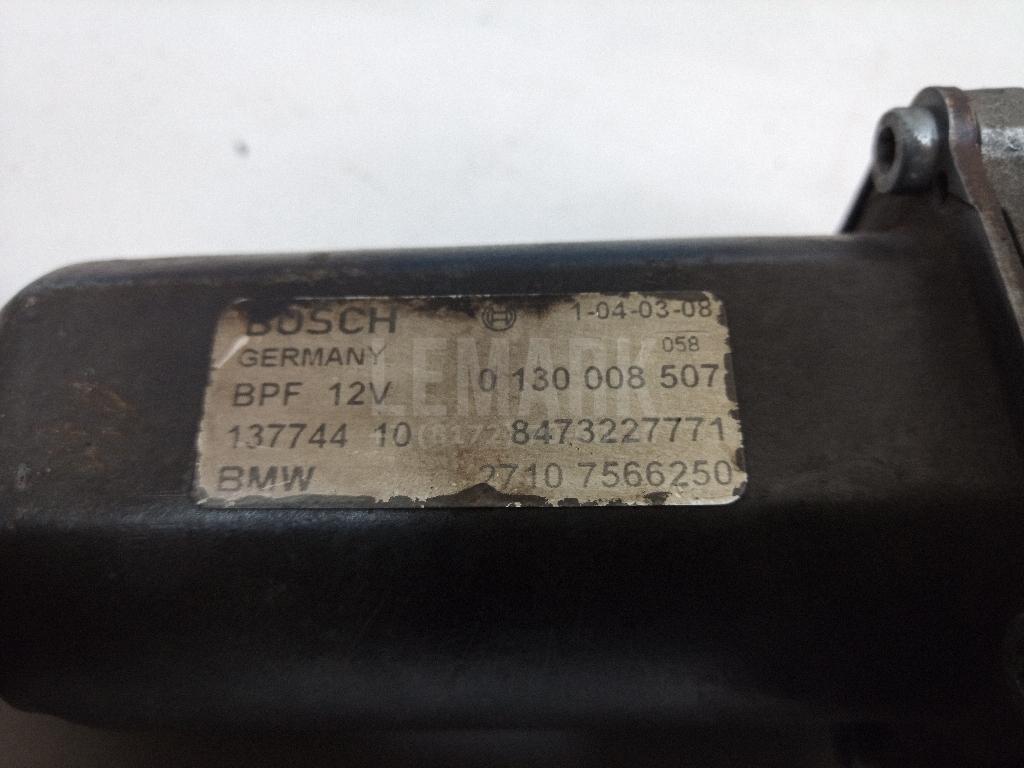 BOSCH 1-04-03-08
GERMANY 058
BPF 12V 0 130 008 507
137744 10 8473227771
BMW 2710 7566250
LEMARK